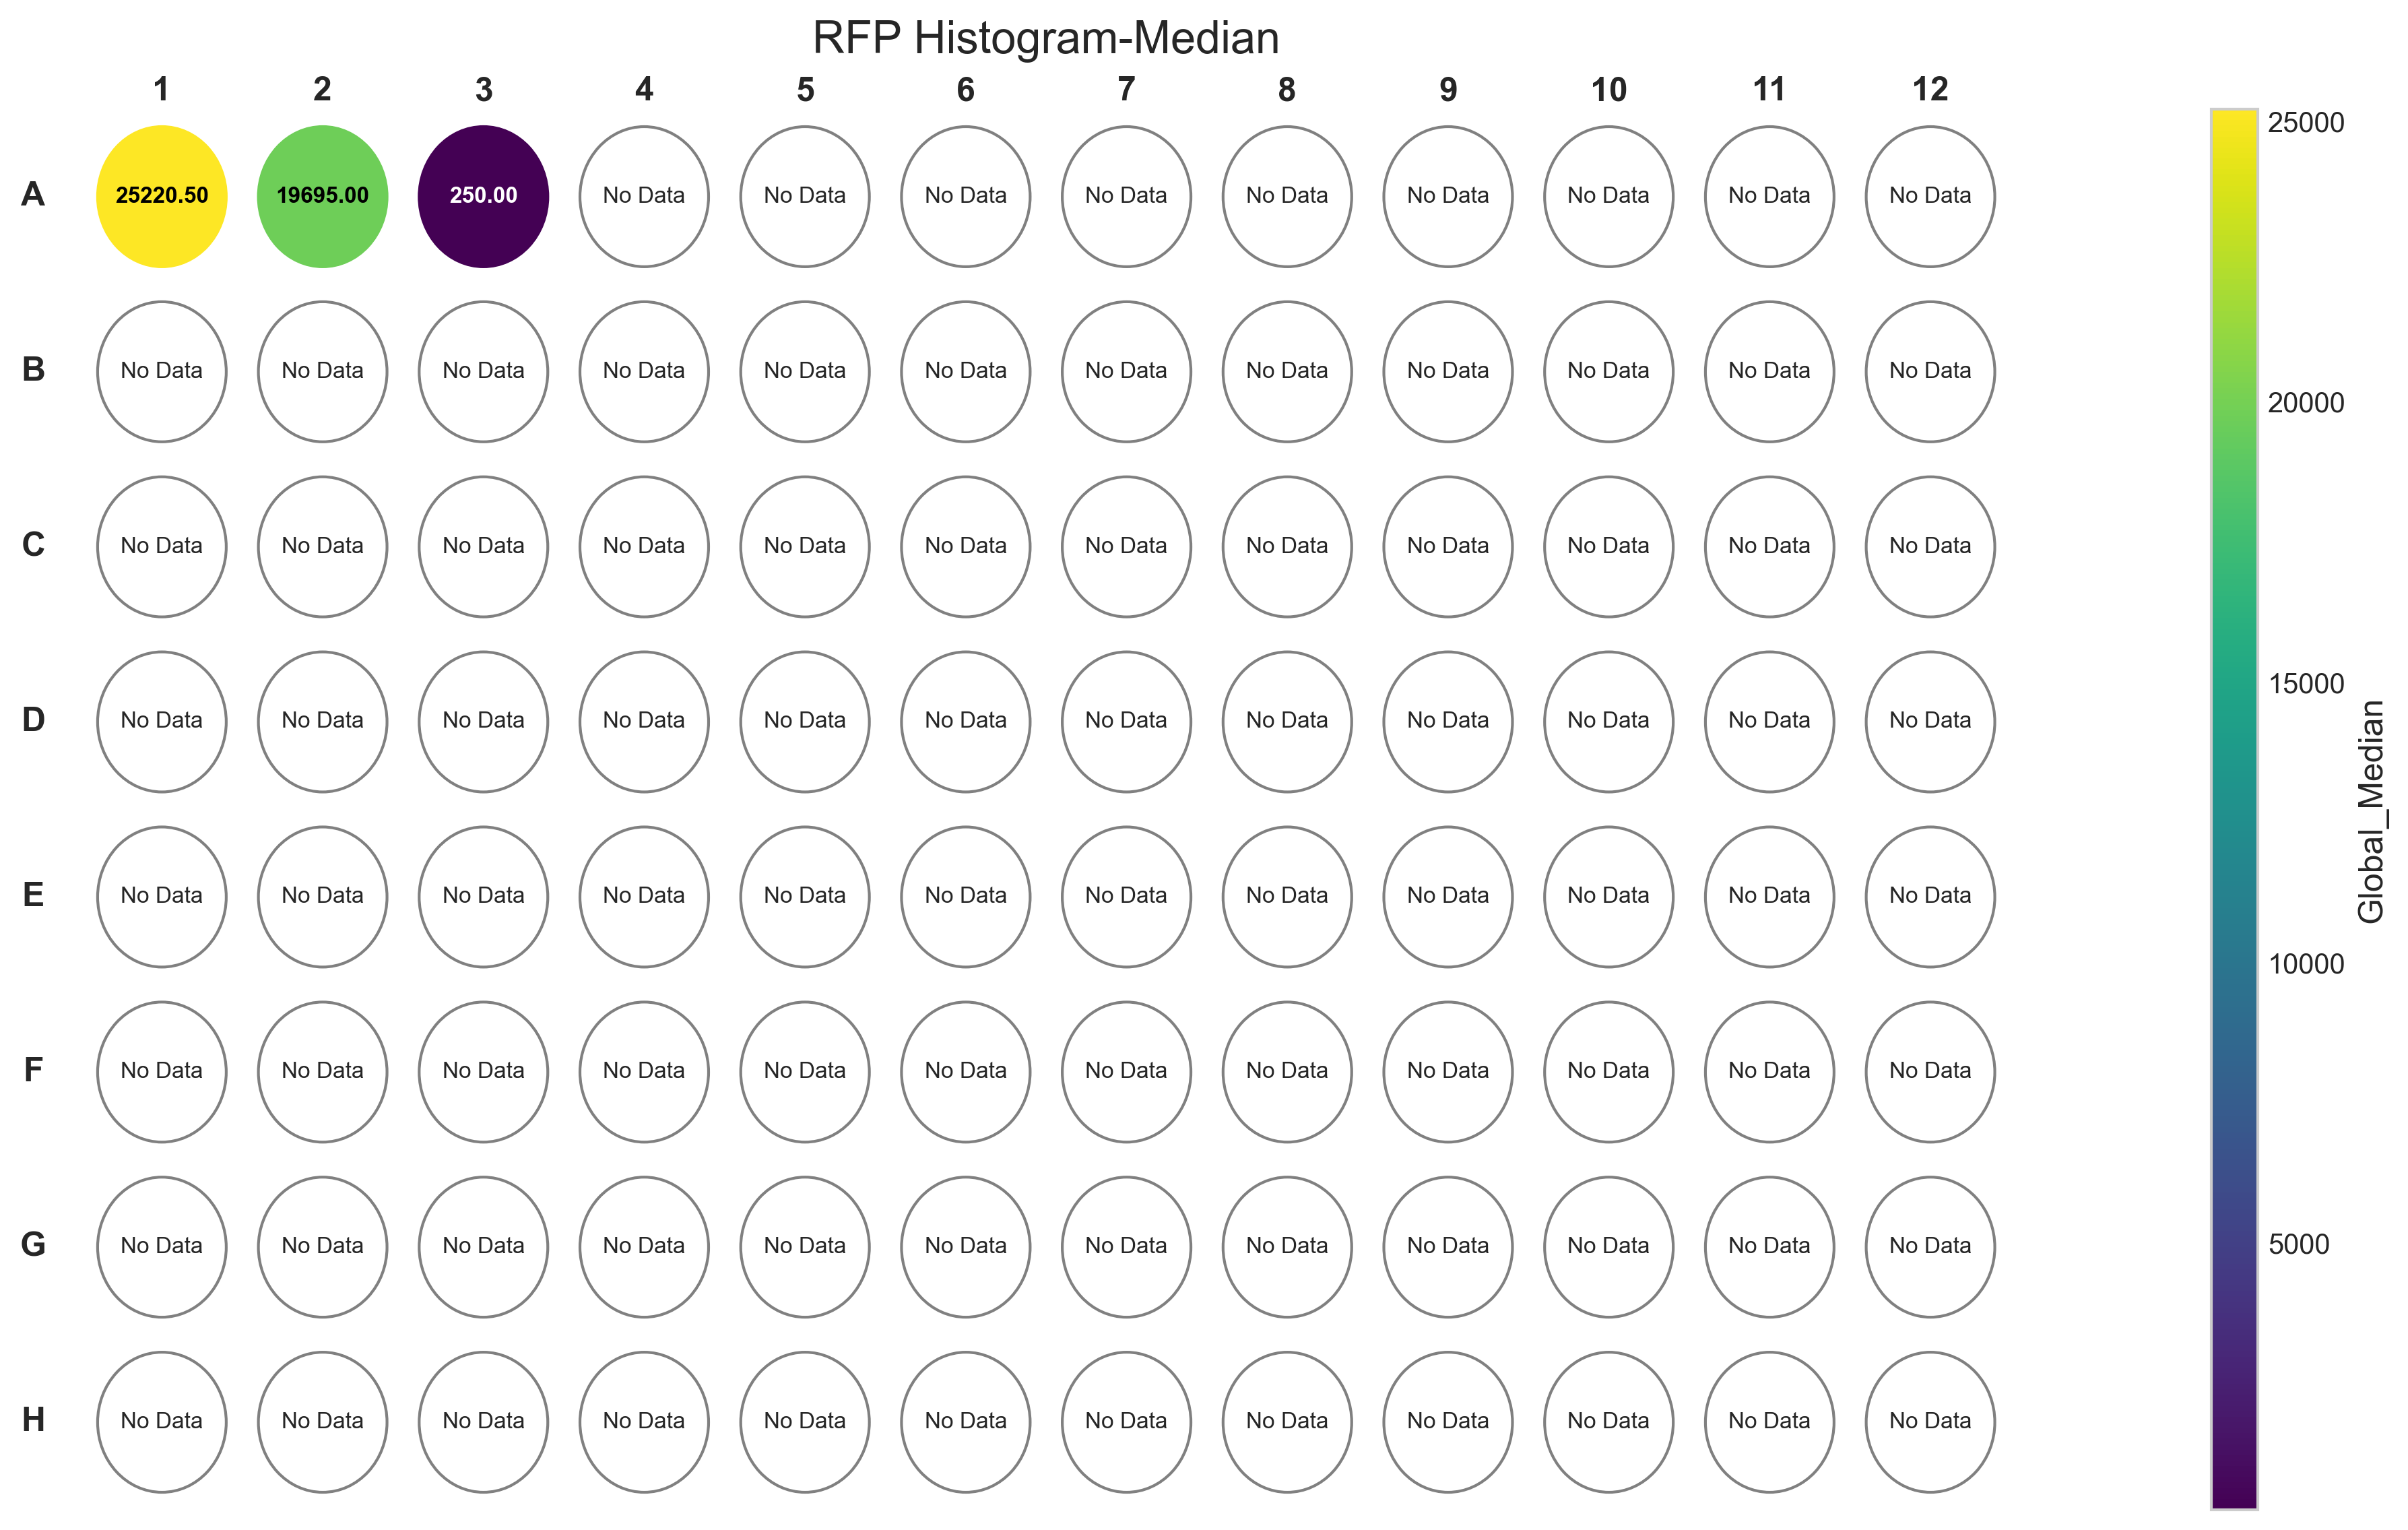 RFP Histogram-Median
1 2 3 4 5 6 7 8 9 10 11 12
A 25220.50 19695.00 250.00 No Data No Data No Data No Data No Data No Data No Data No Data No Data
B No Data No Data No Data No Data No Data No Data No Data No Data No Data No Data No Data No Data
C No Data No Data No Data No Data No Data No Data No Data No Data No Data No Data No Data No Data
D No Data No Data No Data No Data No Data No Data No Data No Data No Data No Data No Data No Data
E No Data No Data No Data No Data No Data No Data No Data No Data No Data No Data No Data No Data
F No Data No Data No Data No Data No Data No Data No Data No Data No Data No Data No Data No Data
G No Data No Data No Data No Data No Data No Data No Data No Data No Data No Data No Data No Data
H No Data No Data No Data No Data No Data No Data No Data No Data No Data No Data No Data No Data
25000
20000
15000
10000
5000
Global_Median